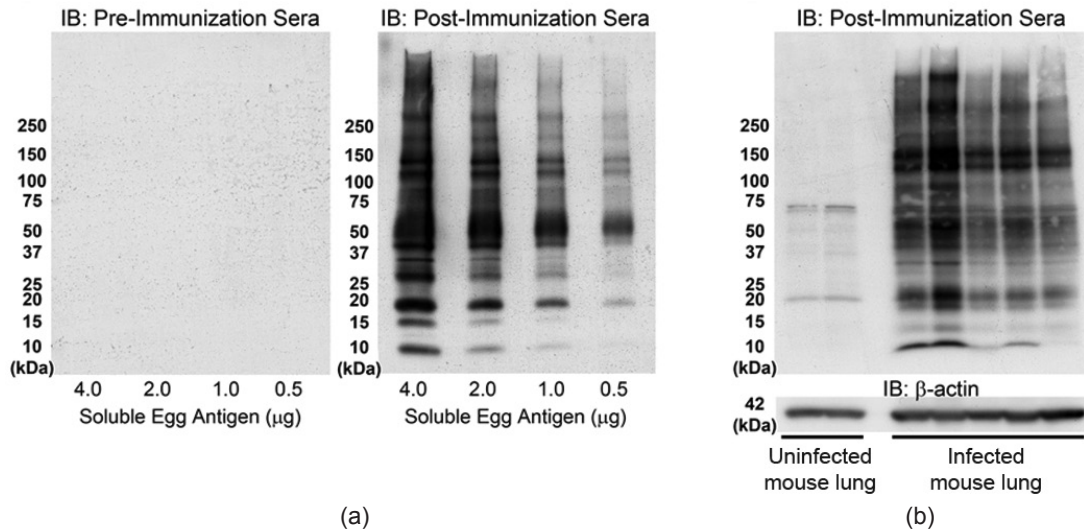 IB: Pre-Immunization Sera
250
150
100
75
50
37
25
20
15
10
(kDa)
4.0 2.0 1.0 0.5
Soluble Egg Antigen (μg)
IB: Post-Immunization Sera
250
150
100
75
50
37
25
20
15
10
(kDa)
4.0 2.0 1.0 0.5
Soluble Egg Antigen (μg)
(a)
IB: Post-Immunization Sera
250
150
100
75
50
37
25
20
15
10
(kDa)
IB: β-actin
42
(kDa)
Uninfected
mouse lung
Infected
mouse lung
(b)